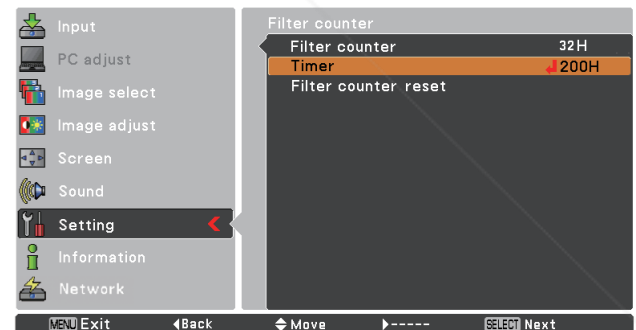 Input
PC adjust
Image select
Image adjust
Screen
Sound
Setting
Information
Network
Filter counter
Filter counter 32H
Timer 200H
Filter counter reset
MENU Exit ◀Back Move ▶----- SELECT Next